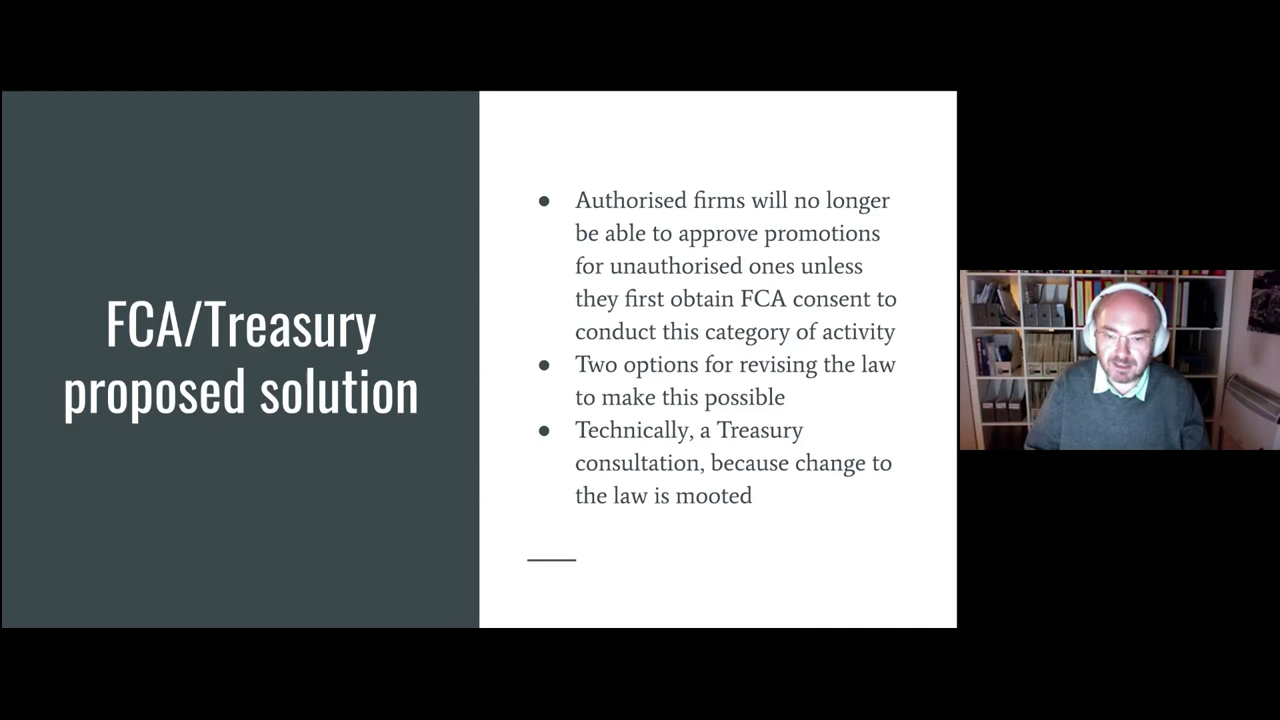 FCA/Treasury
proposed solution
● Authorised firms will no longer
be able to approve promotions
for unauthorised ones unless
they first obtain FCA consent to
conduct this category of activity
● Two options for revising the law
to make this possible
● Technically, a Treasury
consultation, because change to
the law is mooted